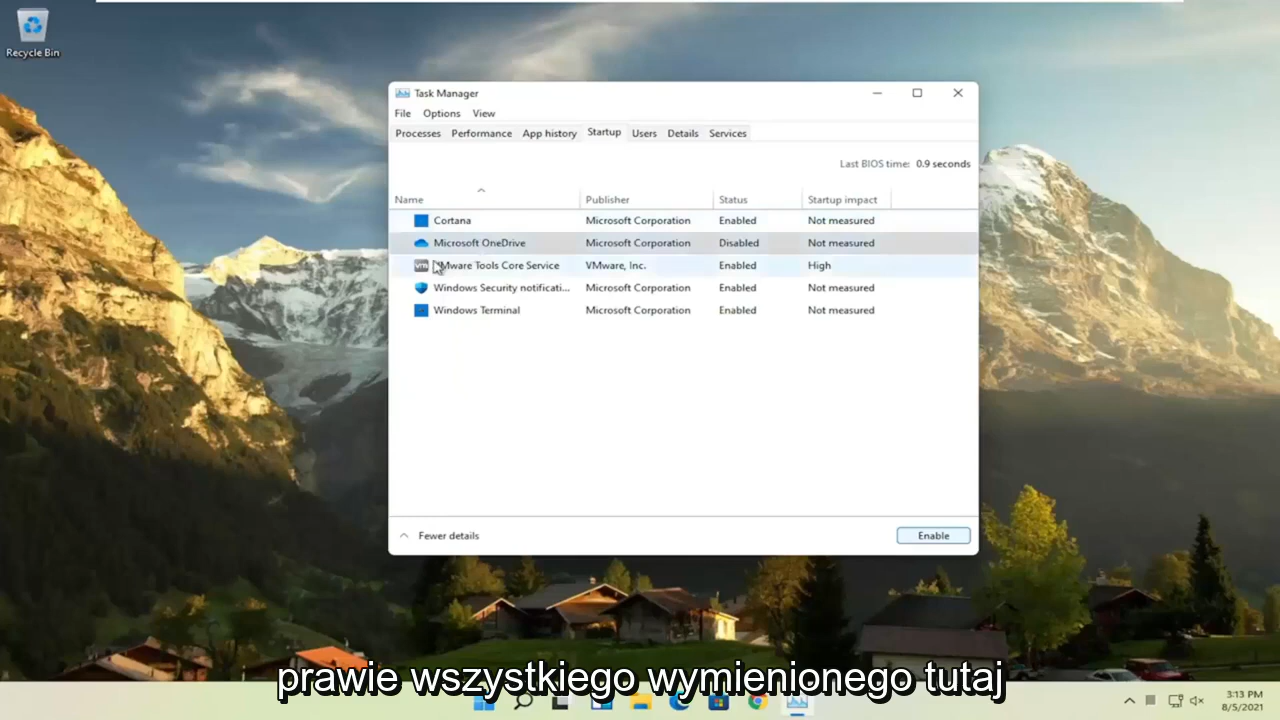 Recycle Bin
Task Manager
File Options View
Processes Performance App history Startup Users Details Services
Last BIOS time: 0.9 seconds
Name Publisher Status Startup impact
Cortana Microsoft Corporation Enabled Not measured
Microsoft OneDrive Microsoft Corporation Disabled Not measured
VMware Tools Core Service VMware, Inc. Enabled High
Windows Security notificati... Microsoft Corporation Enabled Not measured
Windows Terminal Microsoft Corporation Enabled Not measured
Fewer details Enable
prawie wszystkiego wymienionego tutaj
3:13 PM
8/5/2021